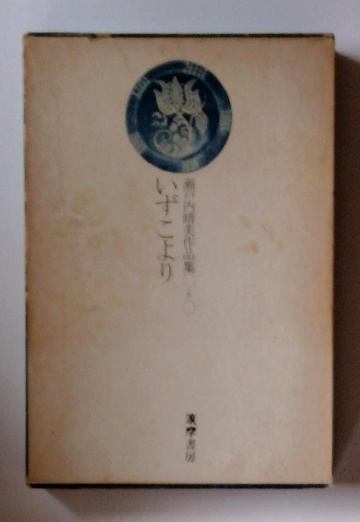 瀬戸内晴美作品集
いずこより
筑摩書房